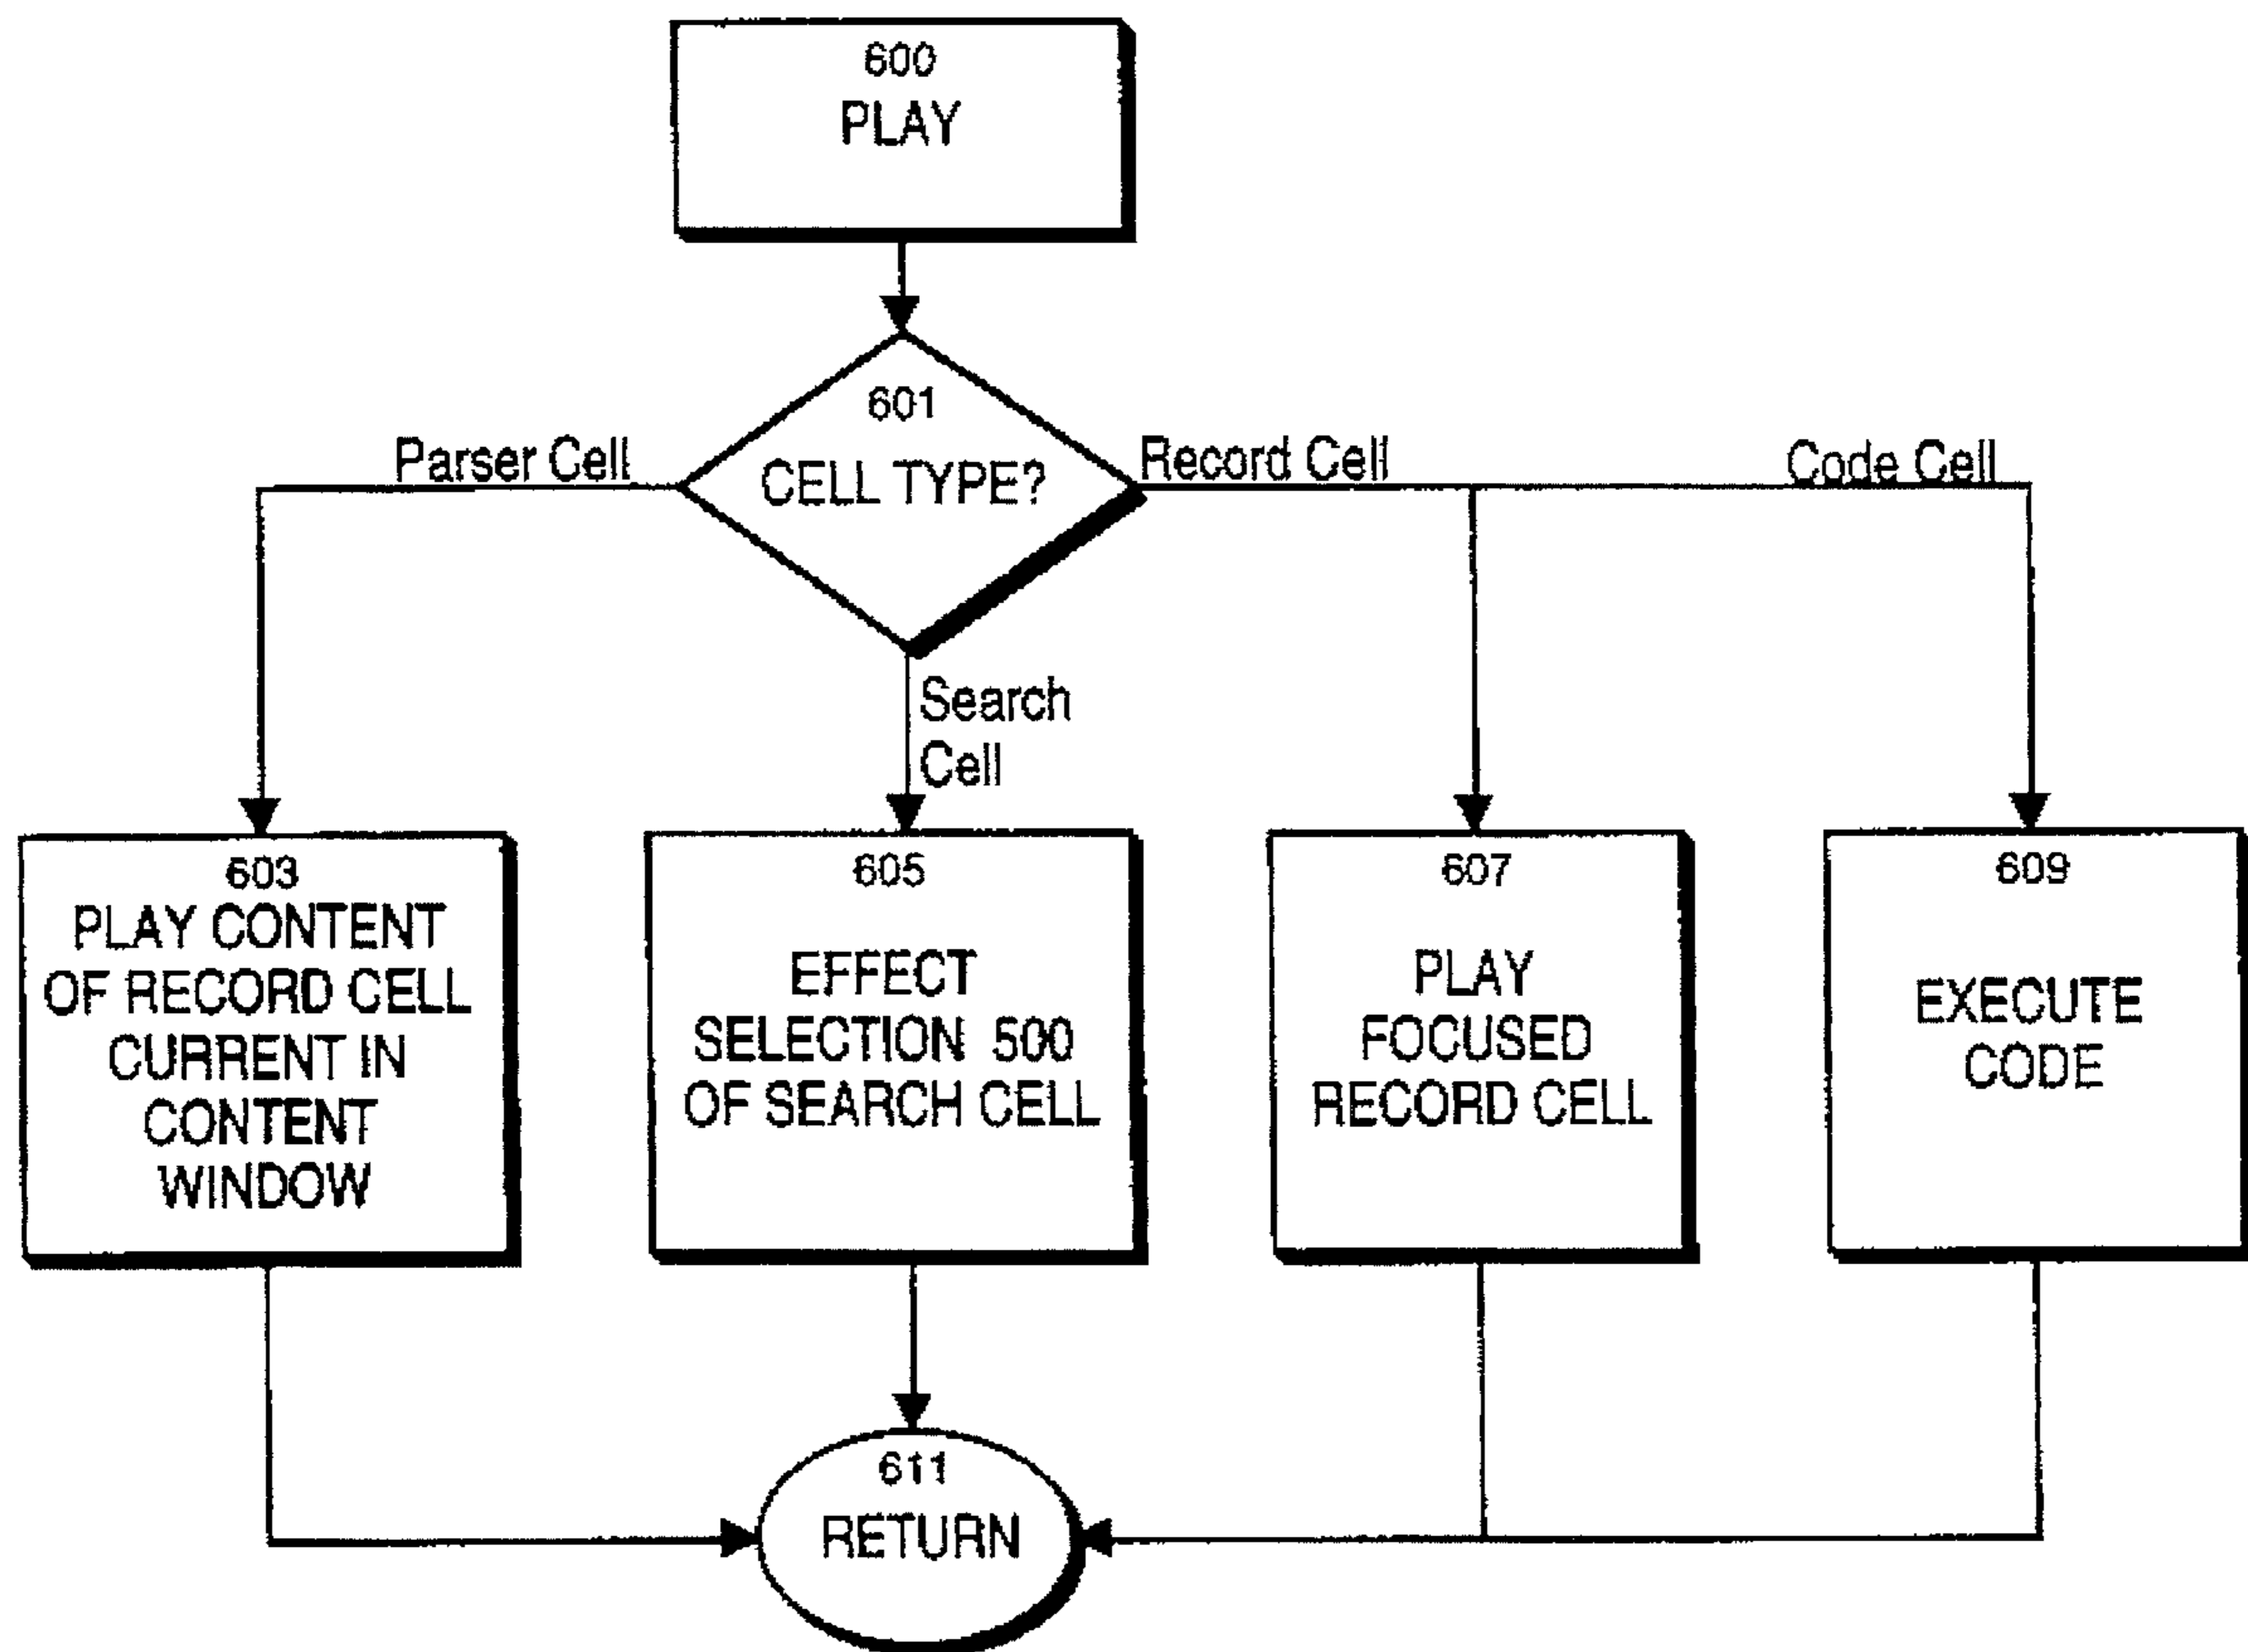 600
PLAY
601
CELL TYPE?
Parser Cell
Record Cell
Code Cell
Search
Cell
603
PLAY CONTENT
OF RECORD CELL
CURRENT IN
CONTENT
WINDOW
605
EFFECT
SELECTION 500
OF SEARCH CELL
607
PLAY
FOCUSED
RECORD CELL
609
EXECUTE
CODE
611
RETURN